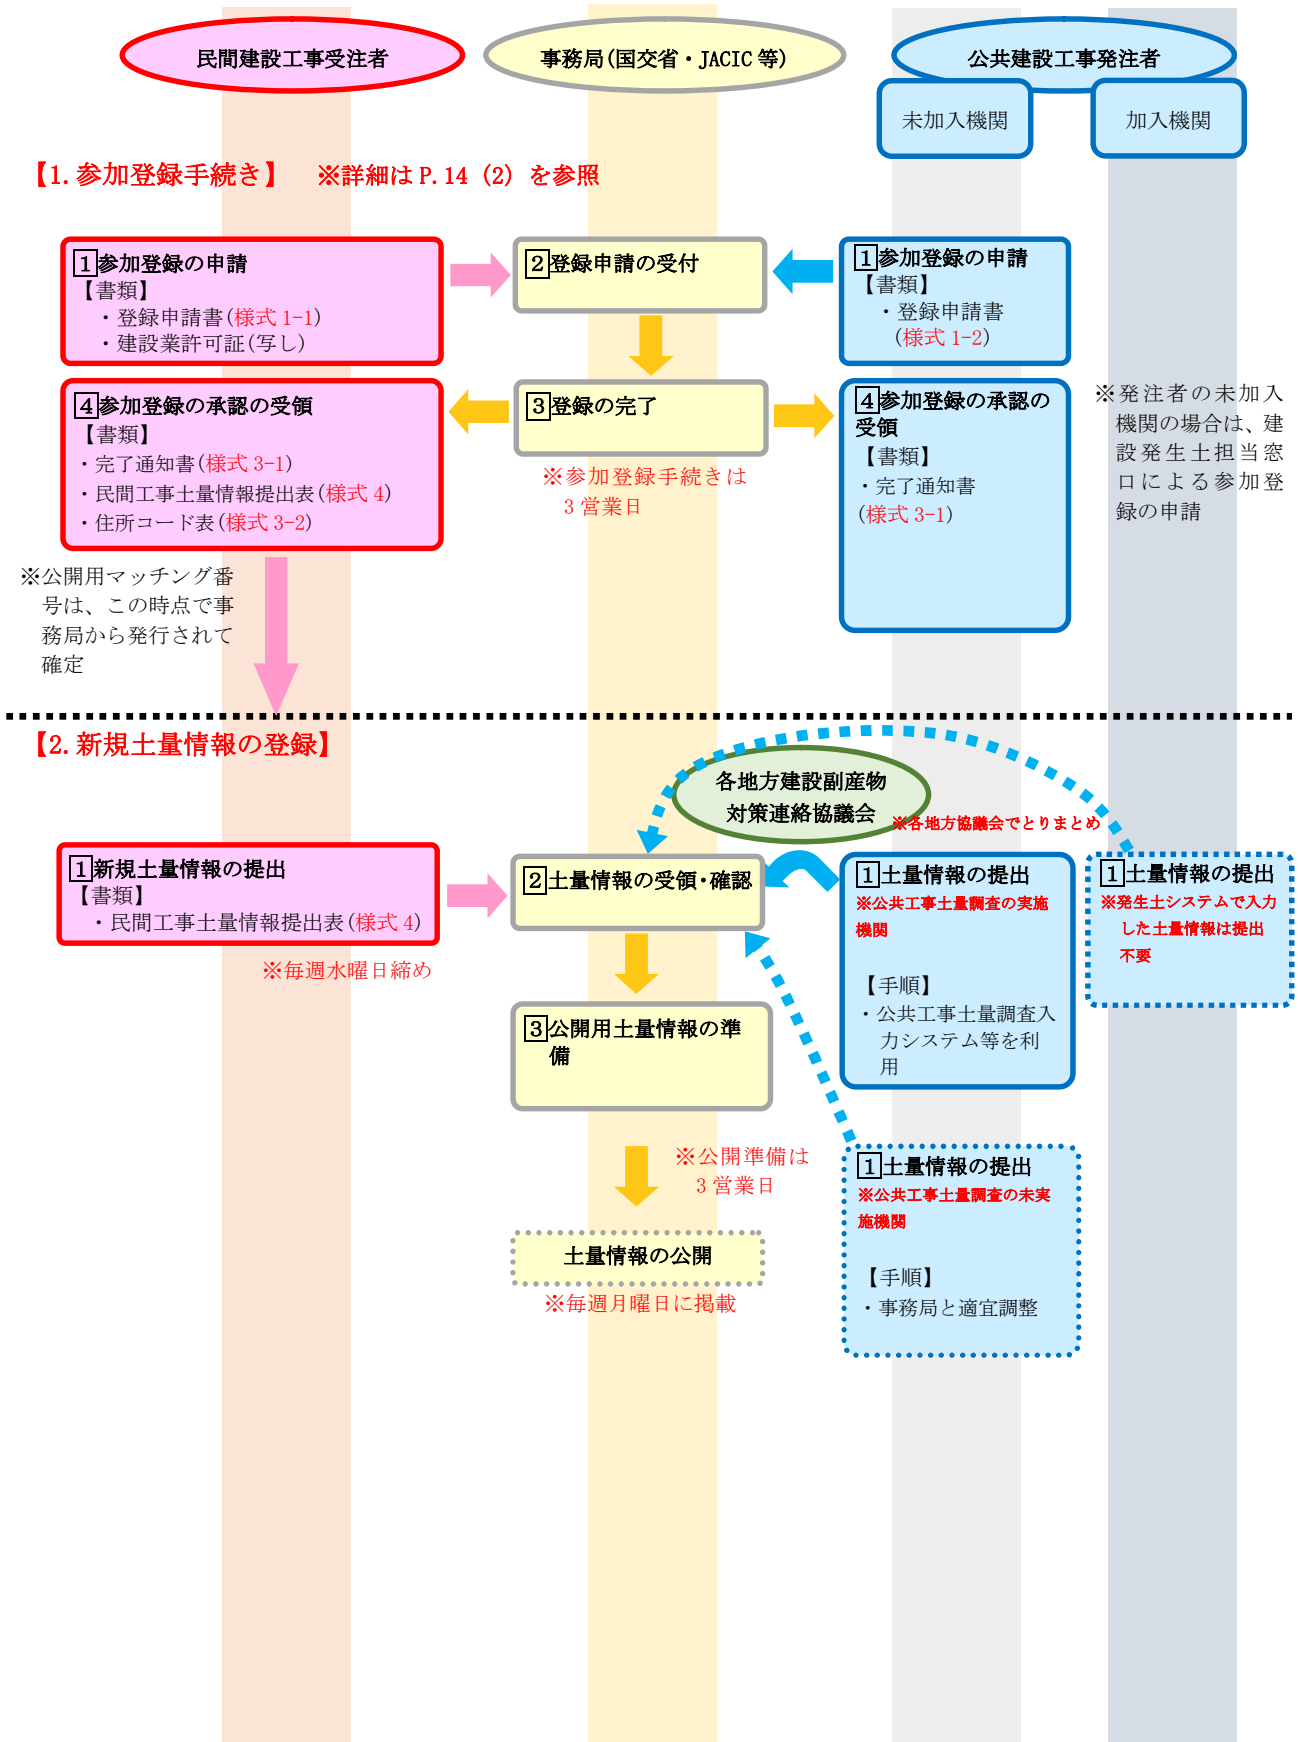 民間建設工事受注者
事務局(国交省・JACIC 等)
公共建設工事発注者
未加入機関
加入機関
【1. 参加登録手続き】　※詳細は P.14（2）を参照
1参加登録の申請
【書類】
・登録申請書(様式 1-1)
・建設業許可証(写し)
2登録申請の受付
1参加登録の申請
【書類】
・登録申請書
(様式 1-2)
4参加登録の承認の受領
【書類】
・完了通知書(様式 3-1)
・民間工事土量情報提出表(様式 4)
・住所コード表(様式 3-2)
3登録の完了
※参加登録手続きは
3 営業日
4参加登録の承認の
受領
【書類】
・完了通知書
(様式 3-1)
※発注者の未加入
機関の場合は、建
設発生土担当窓
口による参加登
録の申請
※公開用マッチング番
号は、この時点で事
務局から発行されて
確定
【2. 新規土量情報の登録】
各地方建設副産物
対策連絡協議会
※各地方協議会でとりまとめ
1新規土量情報の提出
【書類】
・民間工事土量情報提出表(様式 4)
※毎週水曜日締め
2土量情報の受領・確認
1土量情報の提出
※公共工事土量調査の実施
機関
【手順】
・公共工事土量調査入
力システム等を利
用
1土量情報の提出
※発生土システムで入力
した土量情報は提出
不要
3公開用土量情報の準
備
※公開準備は
3 営業日
土量情報の公開
※毎週月曜日に掲載
1土量情報の提出
※公共工事土量調査の未実
施機関
【手順】
・事務局と適宜調整